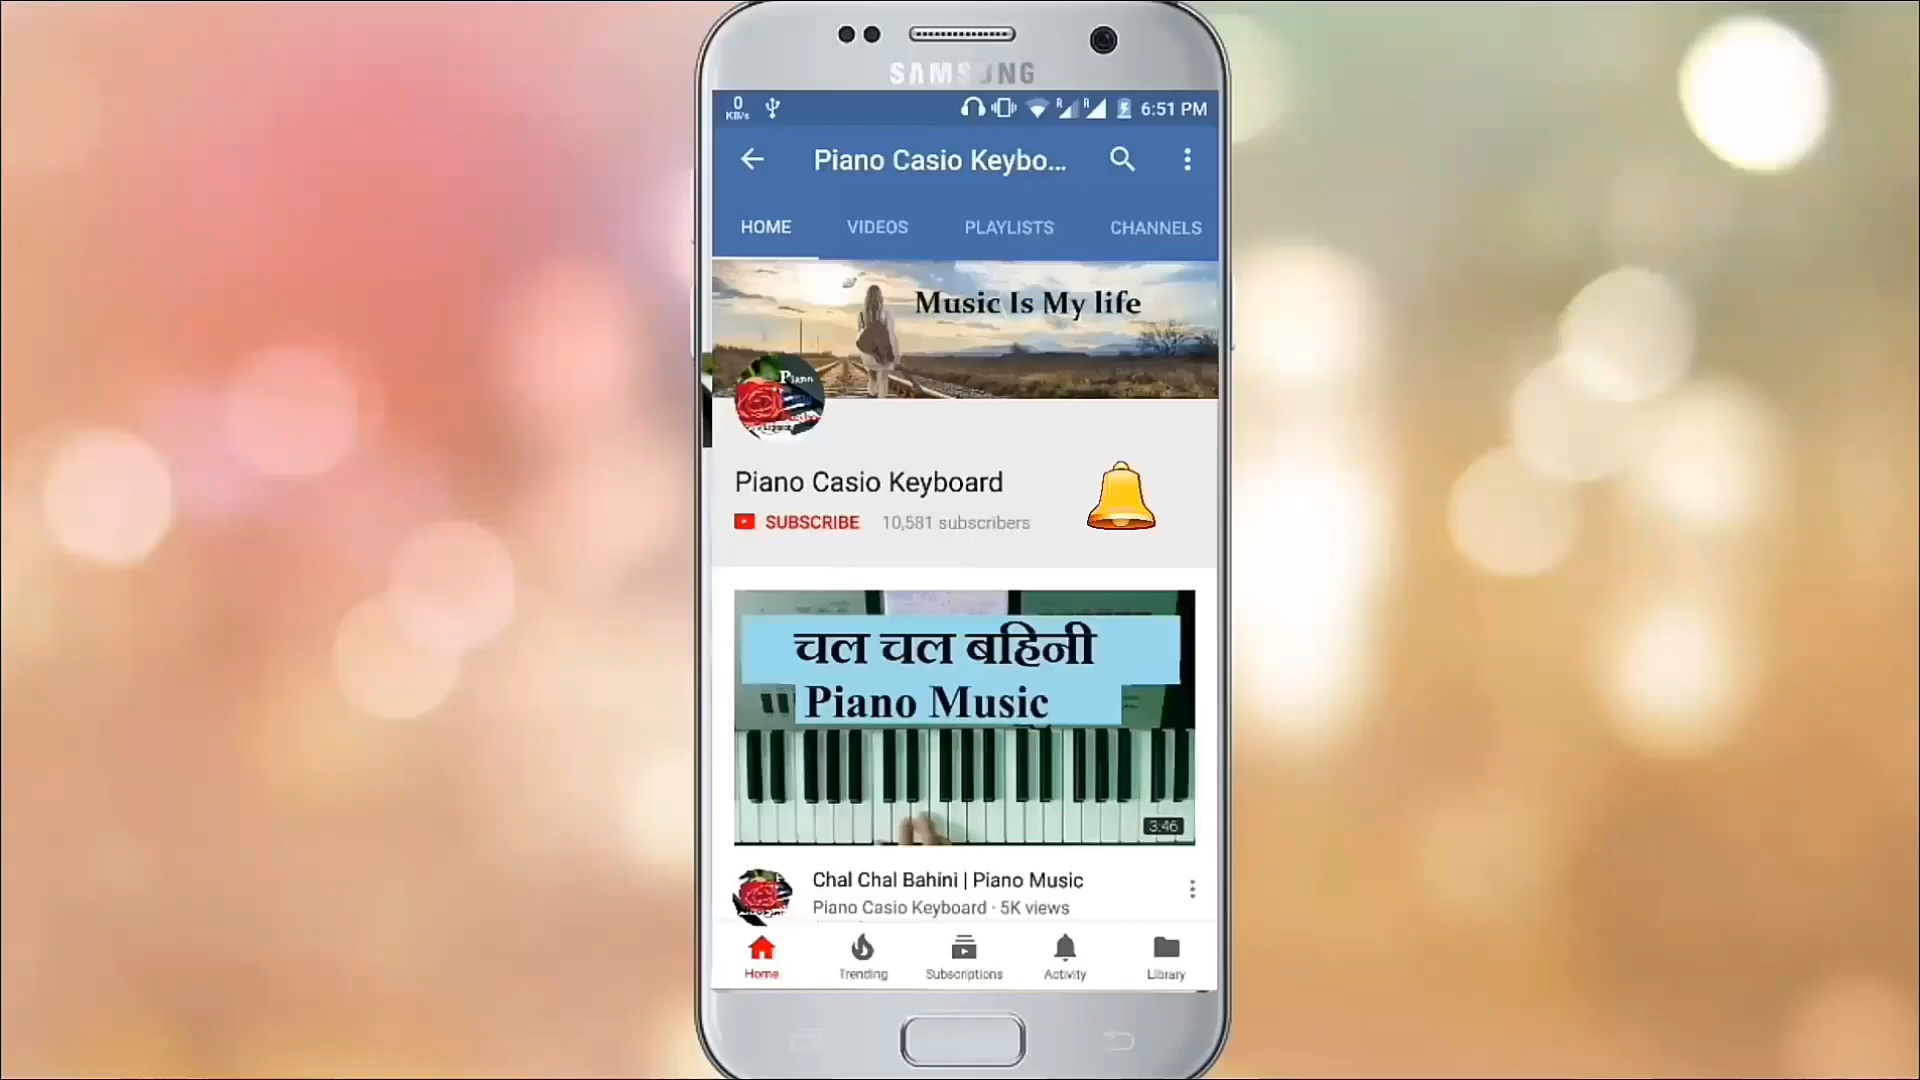 SAMSUNG
0
KB/s
R
R
6:51 PM
Piano Casio Keybo...
HOME
VIDEOS
PLAYLISTS
CHANNELS
Music Is My life
Piano
Piano Casio Keyboard
SUBSCRIBE
10,581 subscribers
चल चल बहिनी
Piano Music
3:46
Chal Chal Bahini | Piano Music
Piano Casio Keyboard · 5K views
Home
Trending
Subscriptions
Activity
Library